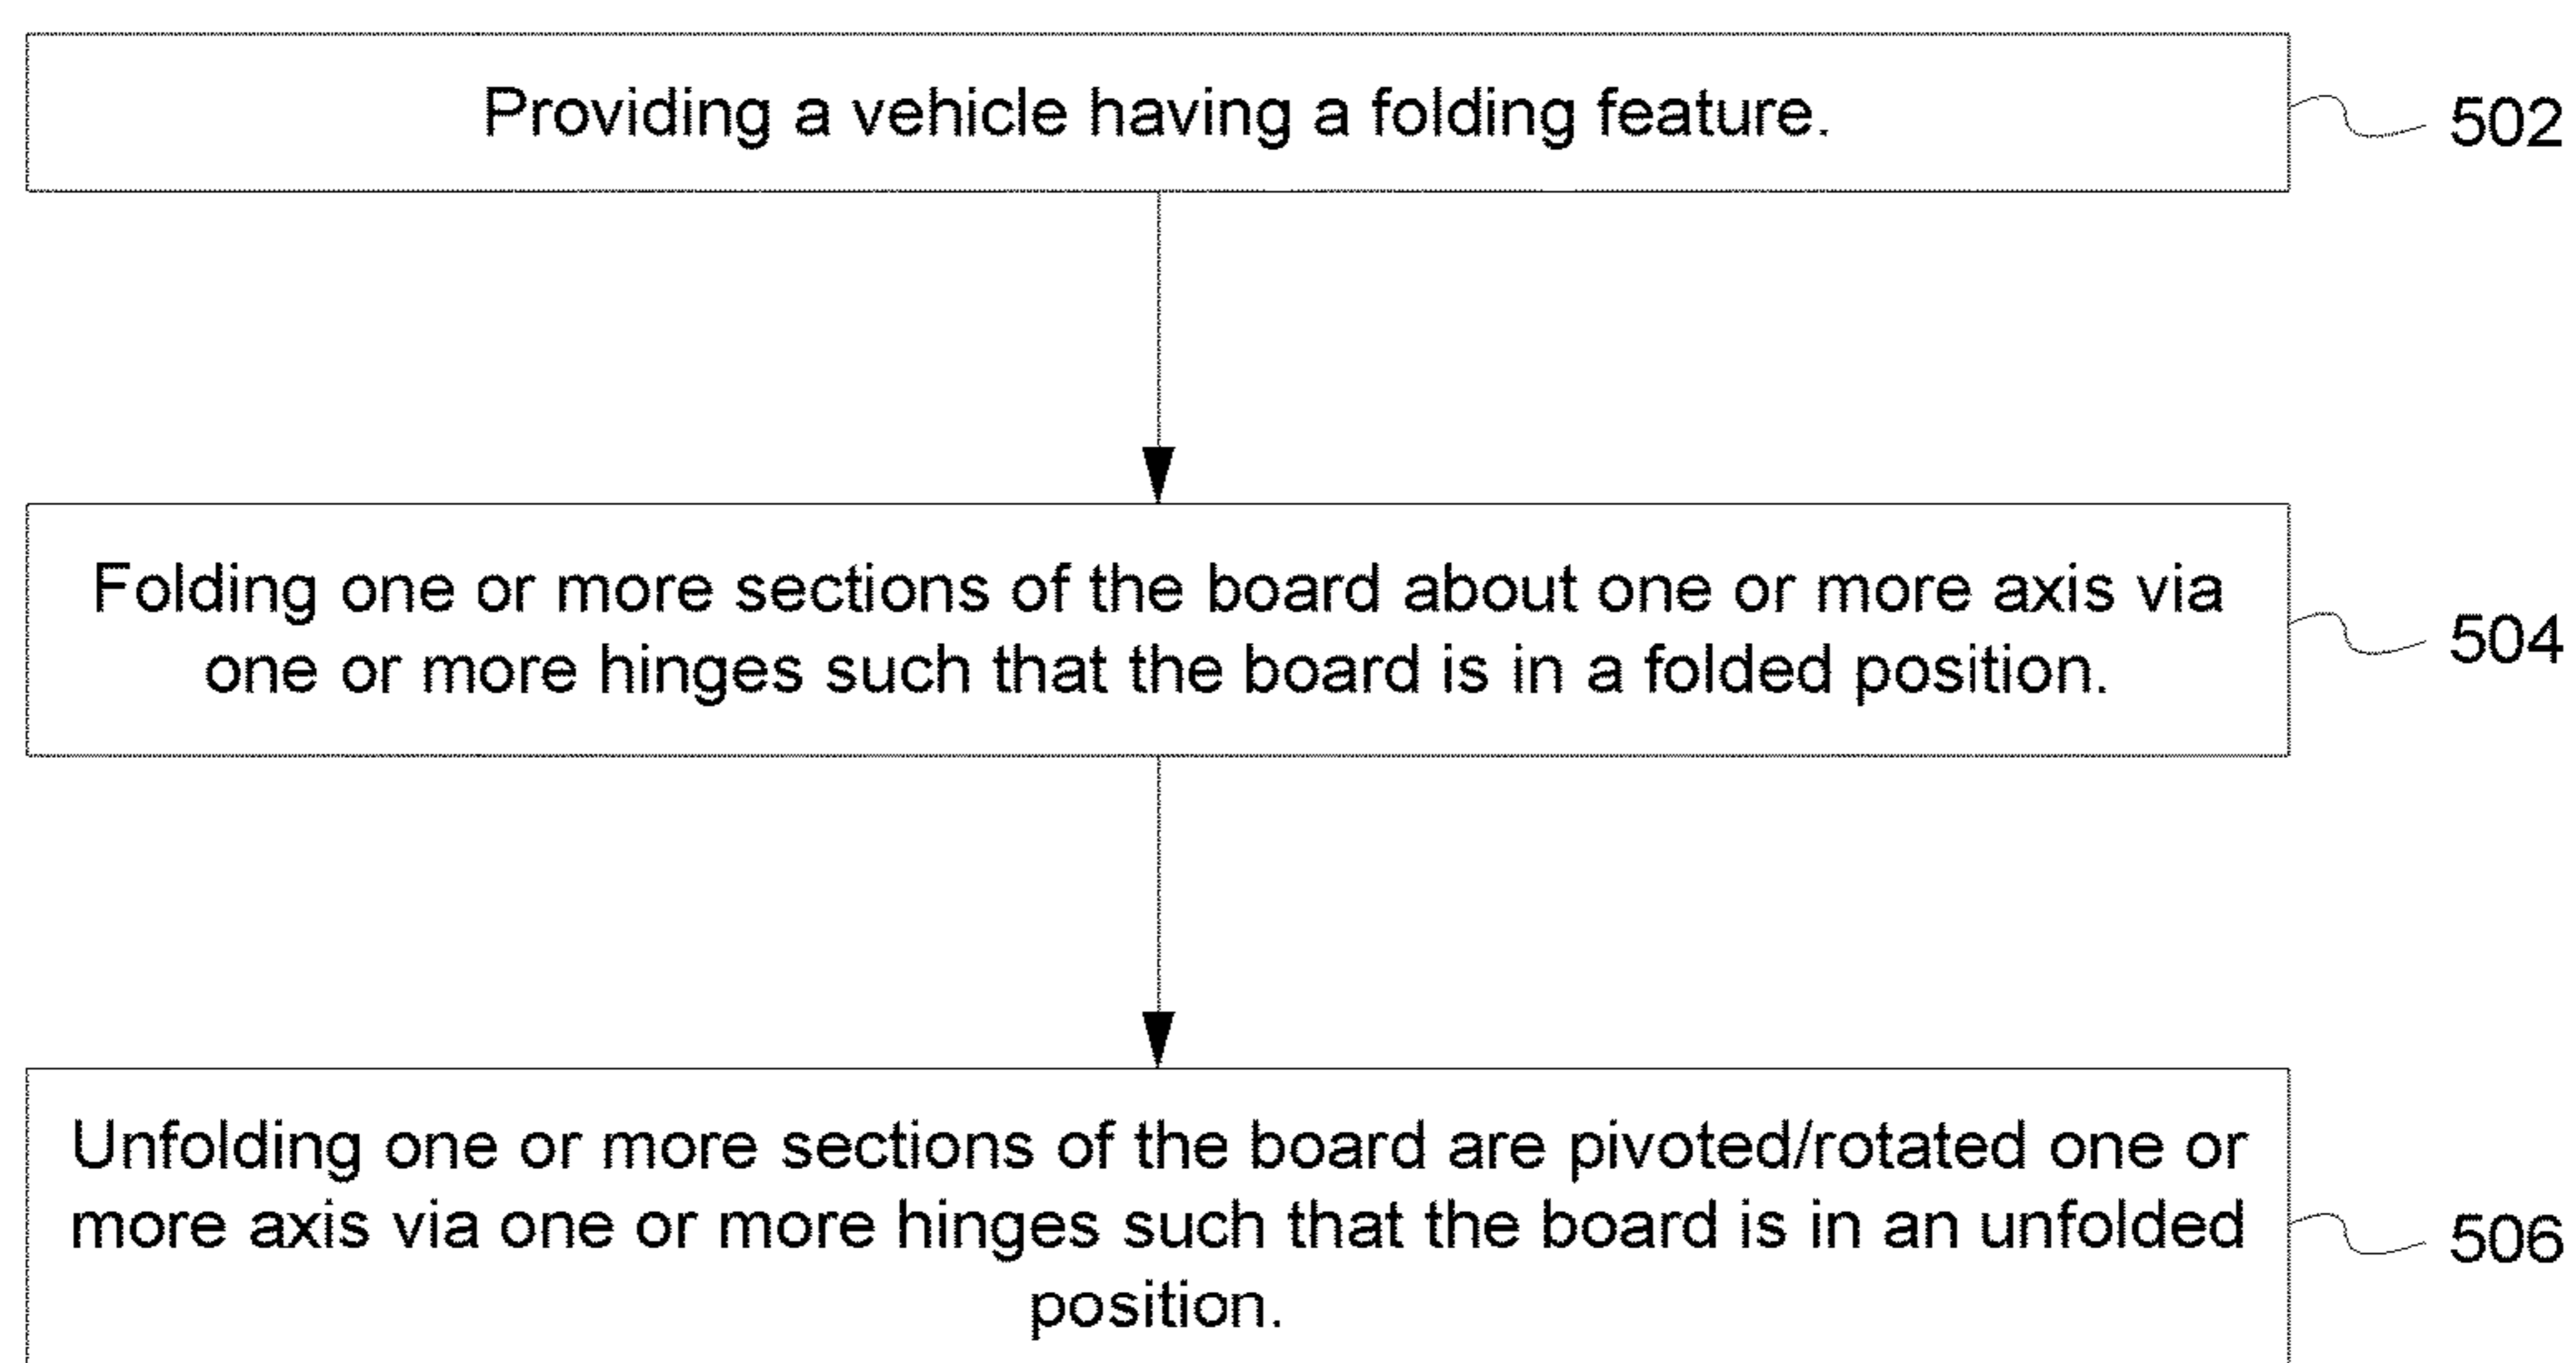 Providing a vehicle having a folding feature.
502
Folding one or more sections of the board about one or more axis via
one or more hinges such that the board is in a folded position.
504
Unfolding one or more sections of the board are pivoted/rotated one or
more axis via one or more hinges such that the board is in an unfolded
position.
506